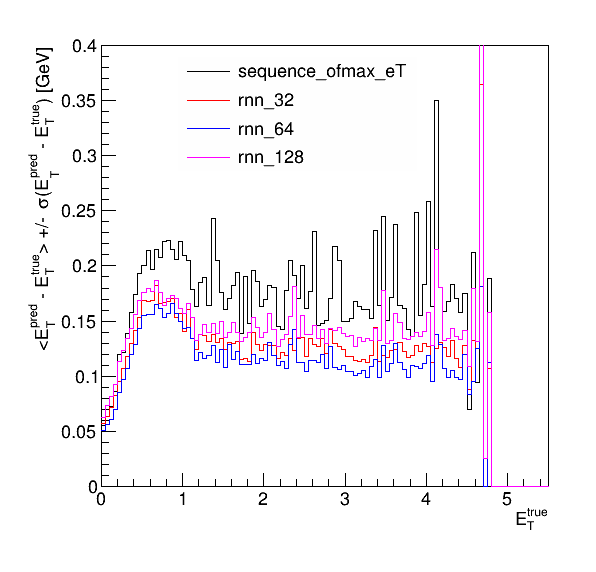 <E_T^pred - E_T^true> +/- σ(E_T^pred - E_T^true) [GeV]
0.4
0.35
0.3
0.25
0.2
0.15
0.1
0.05
0
sequence_ofmax_eT
rnn_32
rnn_64
rnn_128
0 1 2 3 4 5
E_T^true